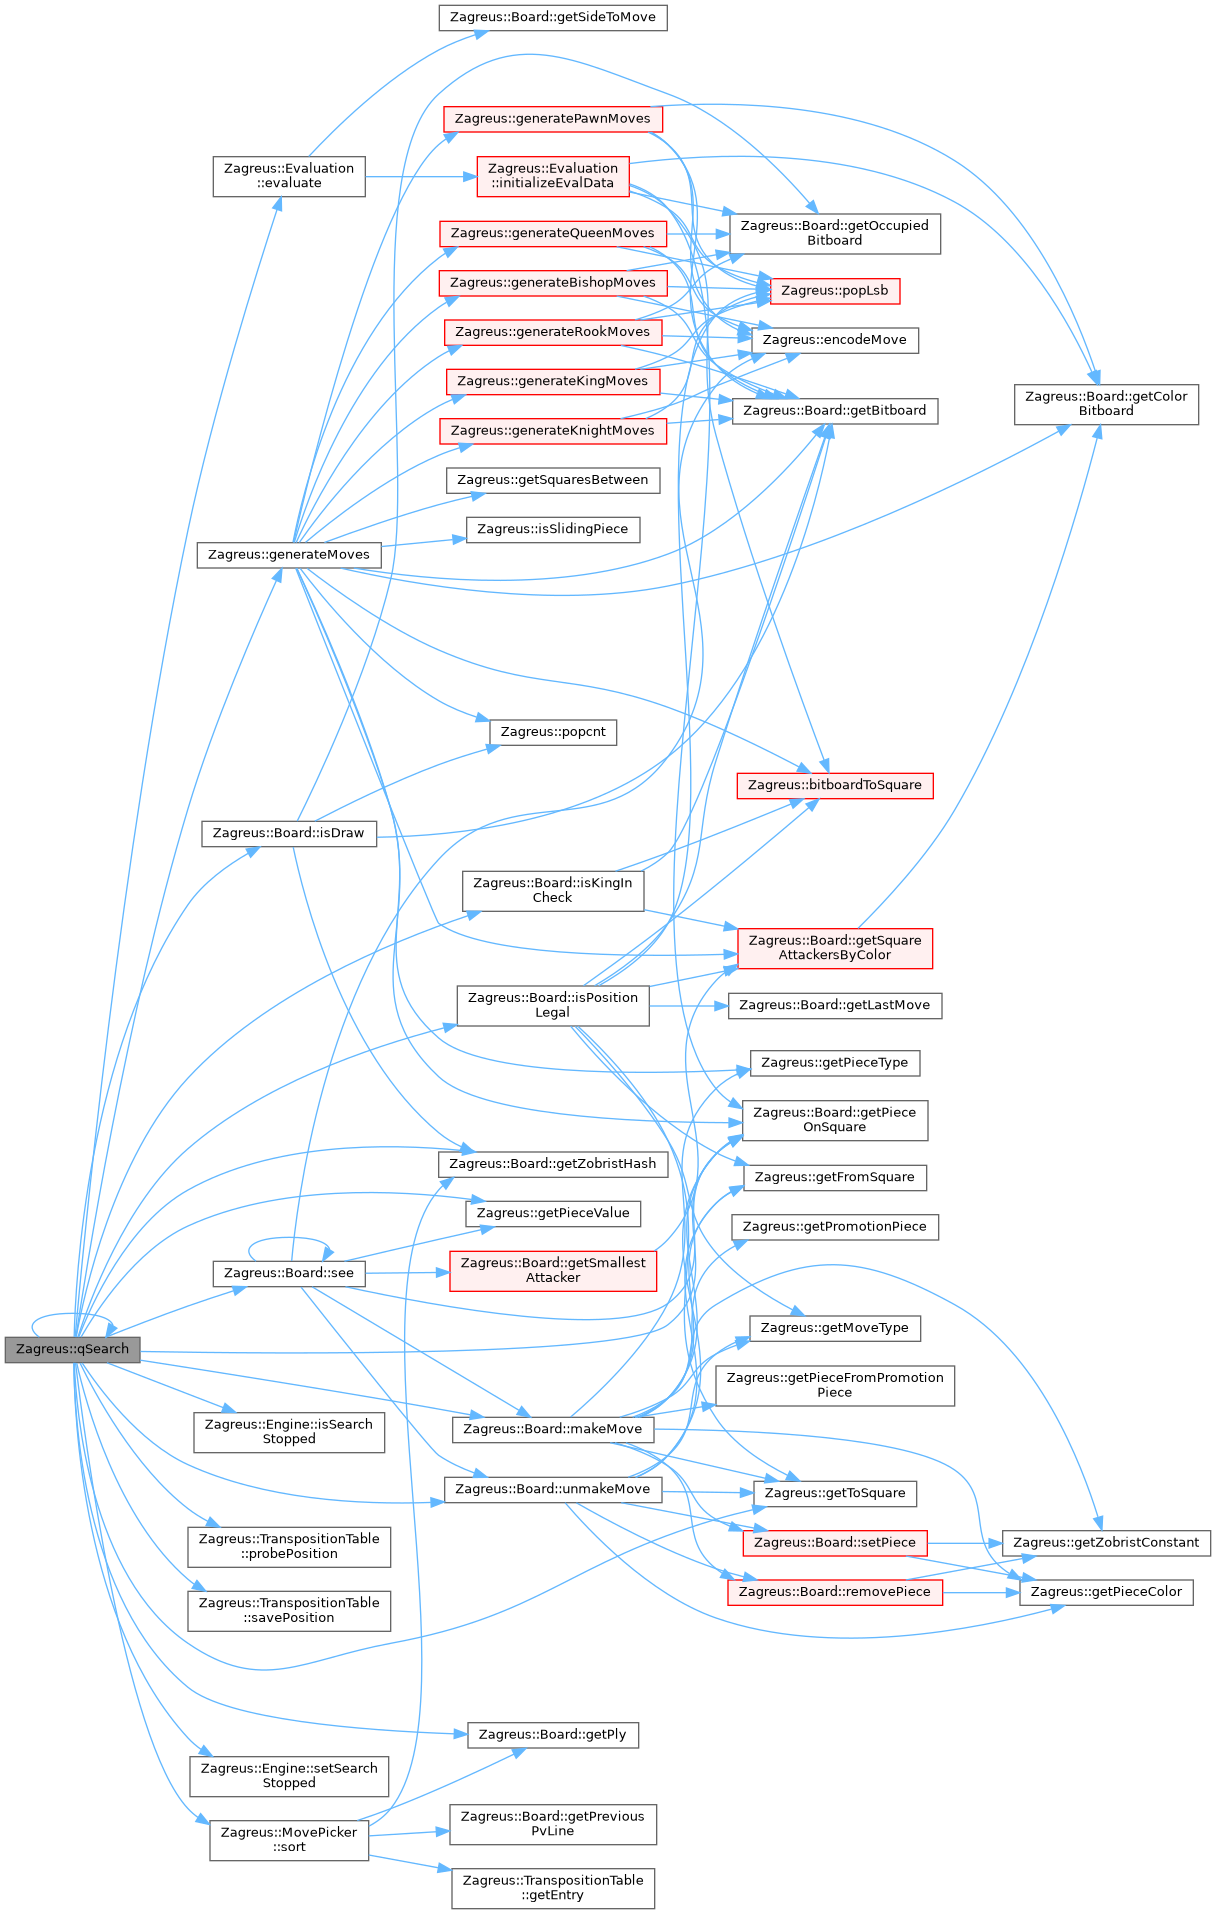 Zagreus::Board::getSideToMove
Zagreus::generatePawnMoves
Zagreus::Evaluation
::evaluate
Zagreus::Evaluation
::initializeEvalData
Zagreus::generateQueenMoves
Zagreus::Board::getOccupied
Bitboard
Zagreus::generateBishopMoves
Zagreus::popLsb
Zagreus::generateRookMoves
Zagreus::encodeMove
Zagreus::generateKingMoves
Zagreus::Board::getBitboard
Zagreus::Board::getColor
Bitboard
Zagreus::generateKnightMoves
Zagreus::getSquaresBetween
Zagreus::isSlidingPiece
Zagreus::generateMoves
Zagreus::popcnt
Zagreus::bitboardToSquare
Zagreus::Board::isDraw
Zagreus::Board::isKingIn
Check
Zagreus::Board::getSquare
AttackersByColor
Zagreus::Board::isPosition
Legal
Zagreus::Board::getLastMove
Zagreus::getPieceType
Zagreus::Board::getPiece
OnSquare
Zagreus::Board::getZobristHash
Zagreus::getFromSquare
Zagreus::getPieceValue
Zagreus::getPromotionPiece
Zagreus::Board::see
Zagreus::Board::getSmallest
Attacker
Zagreus::qSearch
Zagreus::getMoveType
Zagreus::getPieceFromPromotion
Piece
Zagreus::Engine::isSearch
Stopped
Zagreus::Board::makeMove
Zagreus::Board::unmakeMove
Zagreus::getToSquare
Zagreus::TranspositionTable
::probePosition
Zagreus::Board::setPiece
Zagreus::getZobristConstant
Zagreus::TranspositionTable
::savePosition
Zagreus::Board::removePiece
Zagreus::getPieceColor
Zagreus::Board::getPly
Zagreus::Engine::setSearch
Stopped
Zagreus::MovePicker
::sort
Zagreus::Board::getPrevious
PvLine
Zagreus::TranspositionTable
::getEntry